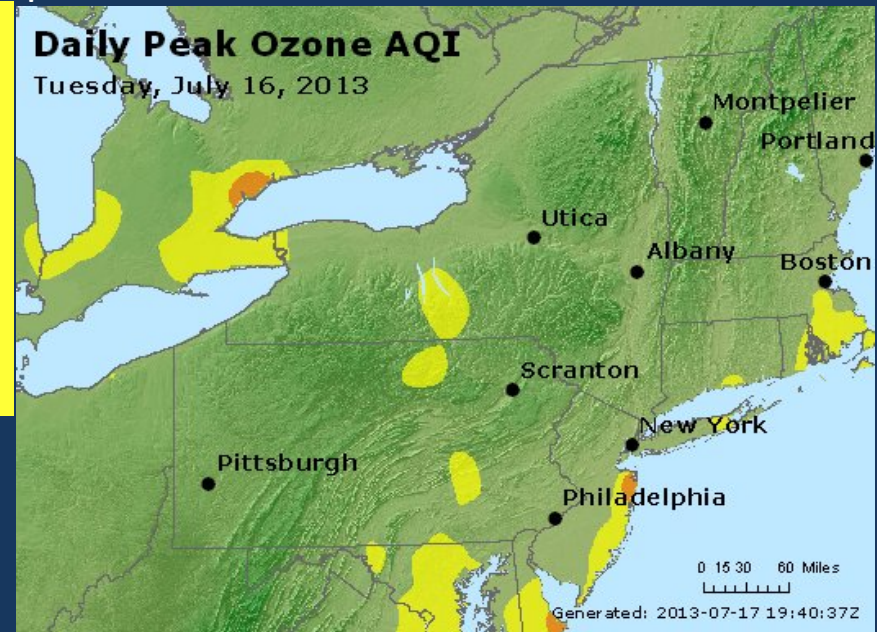 Daily Peak Ozone AQI
Tuesday, July 16, 2013
Montpelier
Portland
Utica
Albany
Boston
Scranton
New York
Pittsburgh
Philadelphia
0 15 30 60 Miles
Generated: 2013-07-17 19:40:37Z